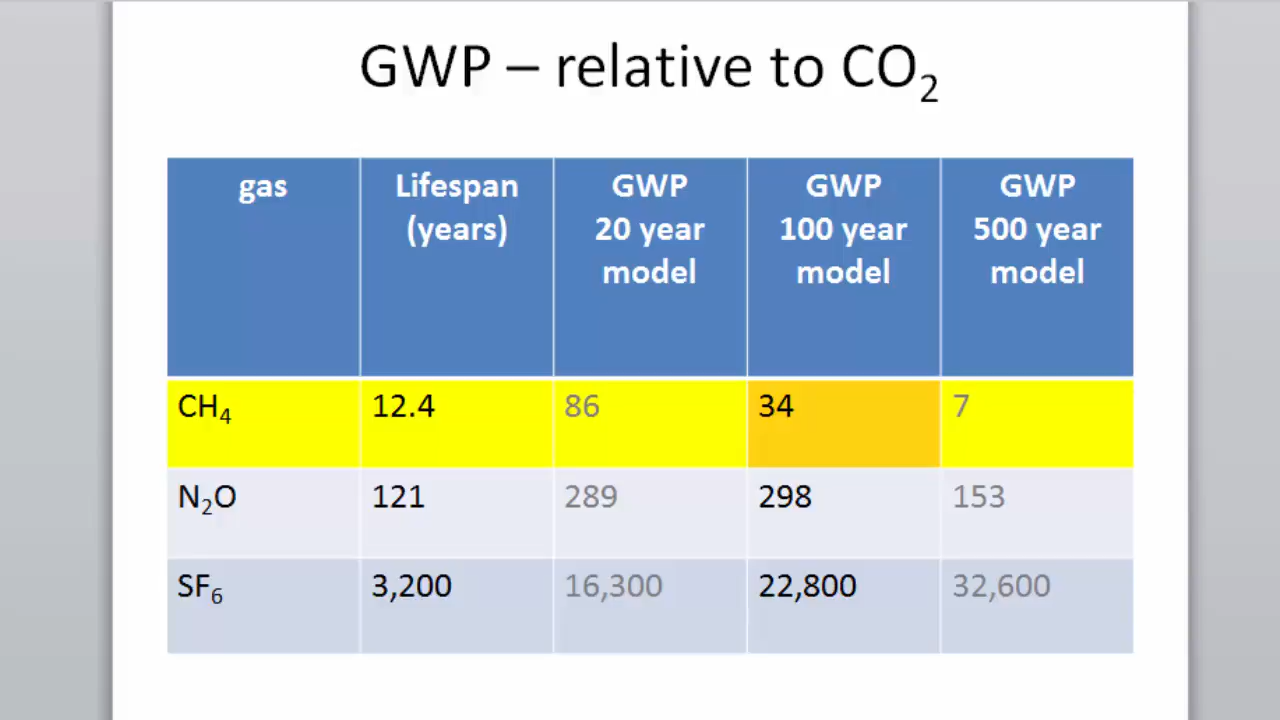 GWP – relative to CO₂
gas Lifespan (years) GWP 20 year model GWP 100 year model GWP 500 year model
CH₄ 12.4 86 34 7
N₂O 121 289 298 153
SF₆ 3,200 16,300 22,800 32,600